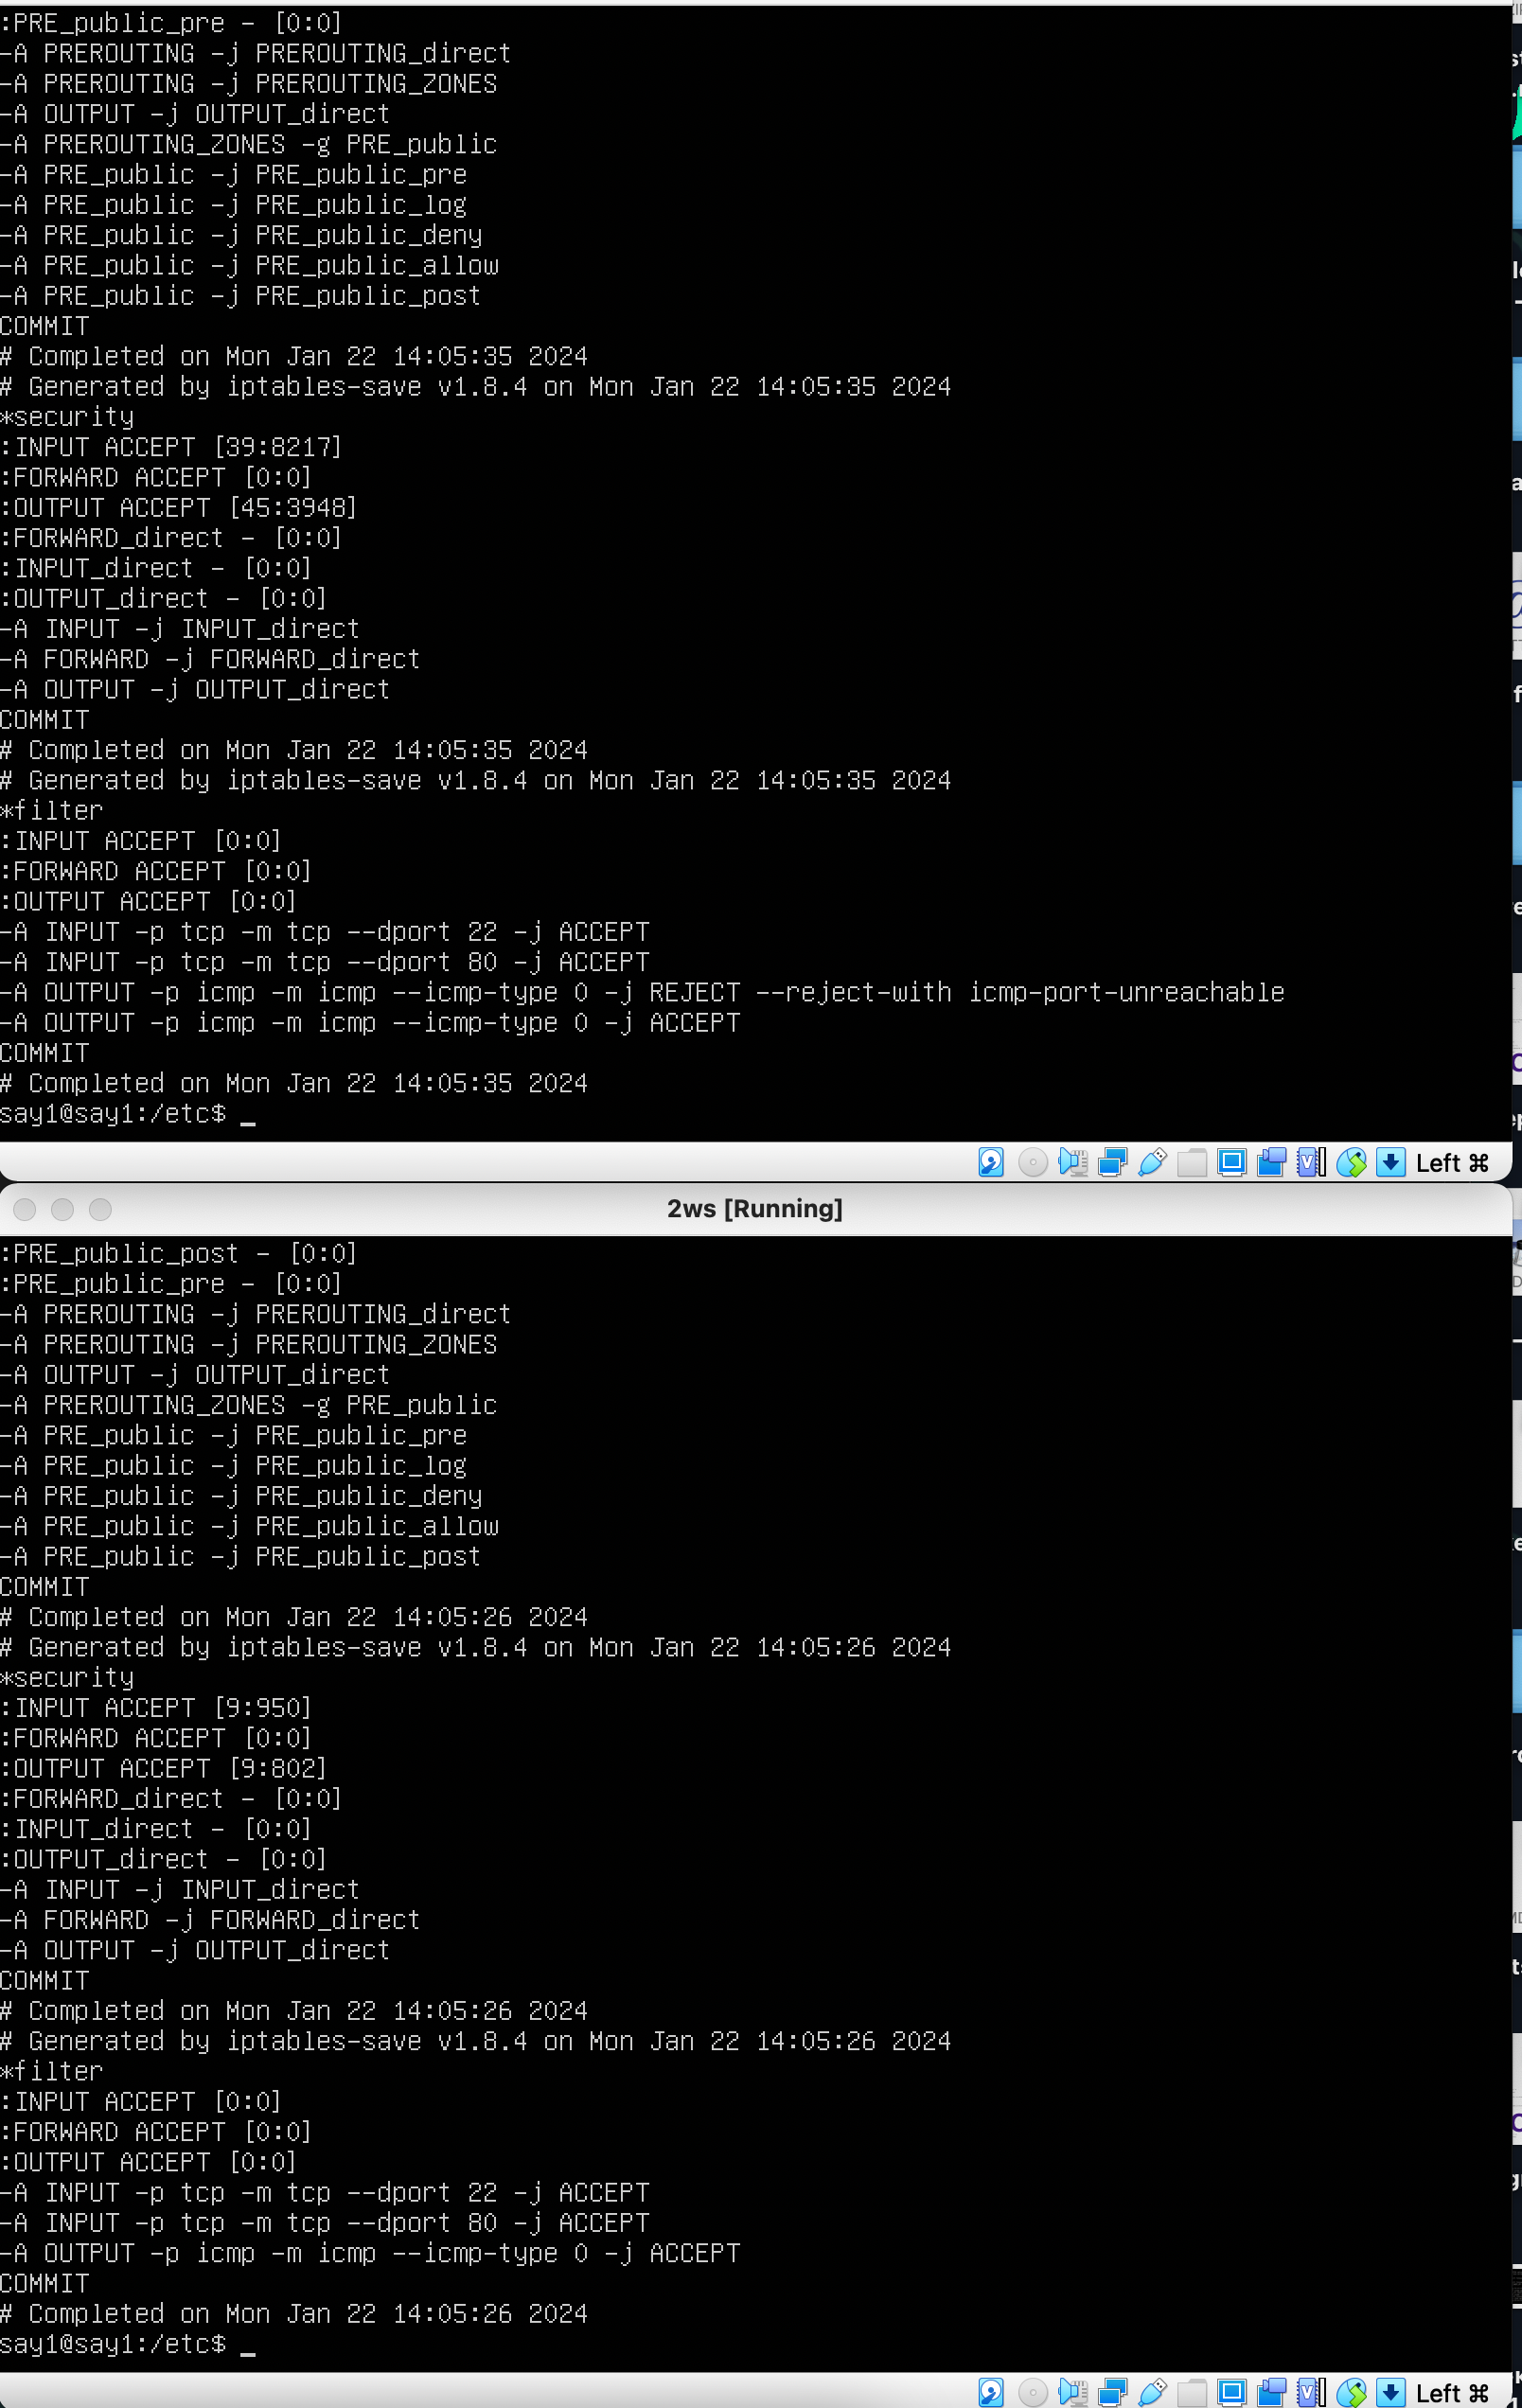 :PRE_public_pre - [0:0]
-A PREROUTING -j PREROUTING_direct
-A PREROUTING -j PREROUTING_ZONES
-A OUTPUT -j OUTPUT_direct
-A PREROUTING_ZONES -g PRE_public
-A PRE_public -j PRE_public_pre
-A PRE_public -j PRE_public_log
-A PRE_public -j PRE_public_deny
-A PRE_public -j PRE_public_allow
-A PRE_public -j PRE_public_post
COMMIT
# Completed on Mon Jan 22 14:05:35 2024
# Generated by iptables-save v1.8.4 on Mon Jan 22 14:05:35 2024
*security
:INPUT ACCEPT [39:8217]
:FORWARD ACCEPT [0:0]
:OUTPUT ACCEPT [45:3948]
:FORWARD_direct - [0:0]
:INPUT_direct - [0:0]
:OUTPUT_direct - [0:0]
-A INPUT -j INPUT_direct
-A FORWARD -j FORWARD_direct
-A OUTPUT -j OUTPUT_direct
COMMIT
# Completed on Mon Jan 22 14:05:35 2024
# Generated by iptables-save v1.8.4 on Mon Jan 22 14:05:35 2024
*filter
:INPUT ACCEPT [0:0]
:FORWARD ACCEPT [0:0]
:OUTPUT ACCEPT [0:0]
-A INPUT -p tcp -m tcp --dport 22 -j ACCEPT
-A INPUT -p tcp -m tcp --dport 80 -j ACCEPT
-A OUTPUT -p icmp -m icmp --icmp-type 0 -j REJECT --reject-with icmp-port-unreachable
-A OUTPUT -p icmp -m icmp --icmp-type 0 -j ACCEPT
COMMIT
# Completed on Mon Jan 22 14:05:35 2024
say1@say1:/etc$ _
Left ⌘
2ws [Running]
:PRE_public_post - [0:0]
:PRE_public_pre - [0:0]
-A PREROUTING -j PREROUTING_direct
-A PREROUTING -j PREROUTING_ZONES
-A OUTPUT -j OUTPUT_direct
-A PREROUTING_ZONES -g PRE_public
-A PRE_public -j PRE_public_pre
-A PRE_public -j PRE_public_log
-A PRE_public -j PRE_public_deny
-A PRE_public -j PRE_public_allow
-A PRE_public -j PRE_public_post
COMMIT
# Completed on Mon Jan 22 14:05:26 2024
# Generated by iptables-save v1.8.4 on Mon Jan 22 14:05:26 2024
*security
:INPUT ACCEPT [9:950]
:FORWARD ACCEPT [0:0]
:OUTPUT ACCEPT [9:802]
:FORWARD_direct - [0:0]
:INPUT_direct - [0:0]
:OUTPUT_direct - [0:0]
-A INPUT -j INPUT_direct
-A FORWARD -j FORWARD_direct
-A OUTPUT -j OUTPUT_direct
COMMIT
# Completed on Mon Jan 22 14:05:26 2024
# Generated by iptables-save v1.8.4 on Mon Jan 22 14:05:26 2024
*filter
:INPUT ACCEPT [0:0]
:FORWARD ACCEPT [0:0]
:OUTPUT ACCEPT [0:0]
-A INPUT -p tcp -m tcp --dport 22 -j ACCEPT
-A INPUT -p tcp -m tcp --dport 80 -j ACCEPT
-A OUTPUT -p icmp -m icmp --icmp-type 0 -j ACCEPT
COMMIT
# Completed on Mon Jan 22 14:05:26 2024
say1@say1:/etc$ _
Left ⌘